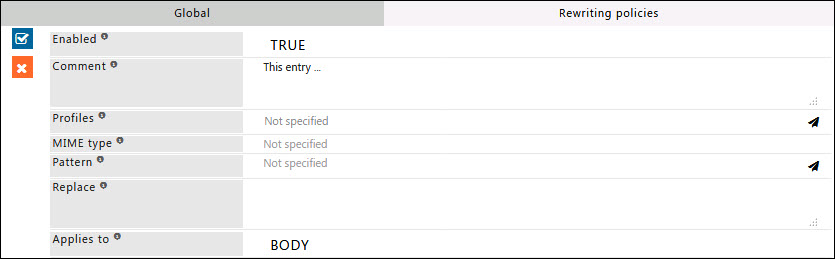 Global Rewriting policies
Enabled TRUE
Comment This entry ...
Profiles Not specified
MIME type Not specified
Pattern Not specified
Replace
Applies to BODY